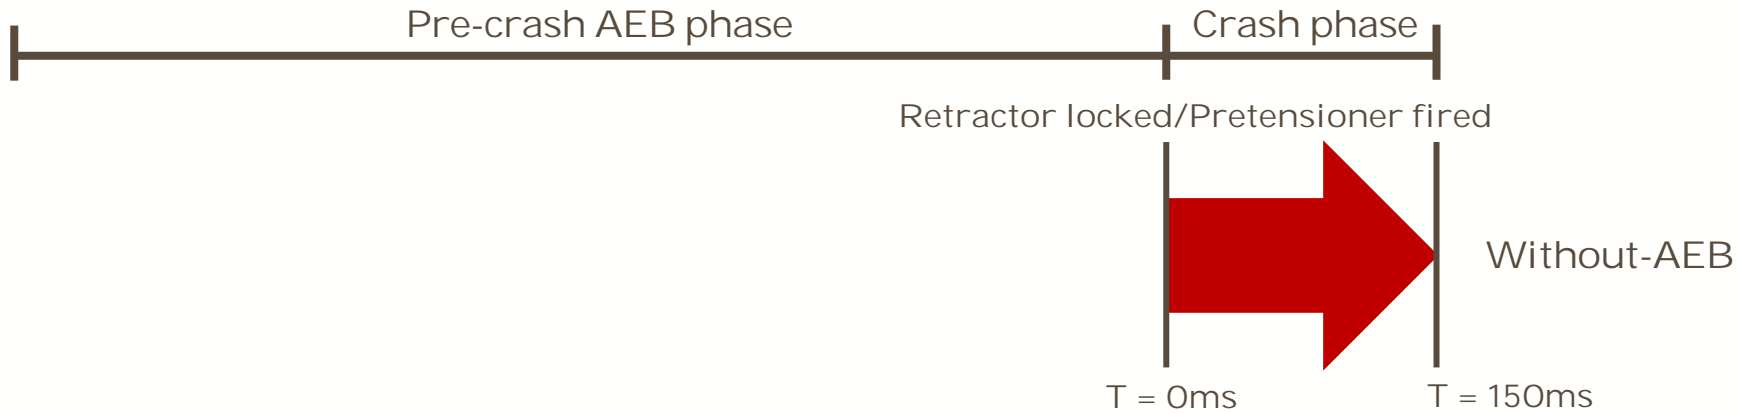 Pre-crash AEB phase
Crash phase
Retractor locked/Pretensioner fired
Without-AEB
T = 0ms
T = 150ms